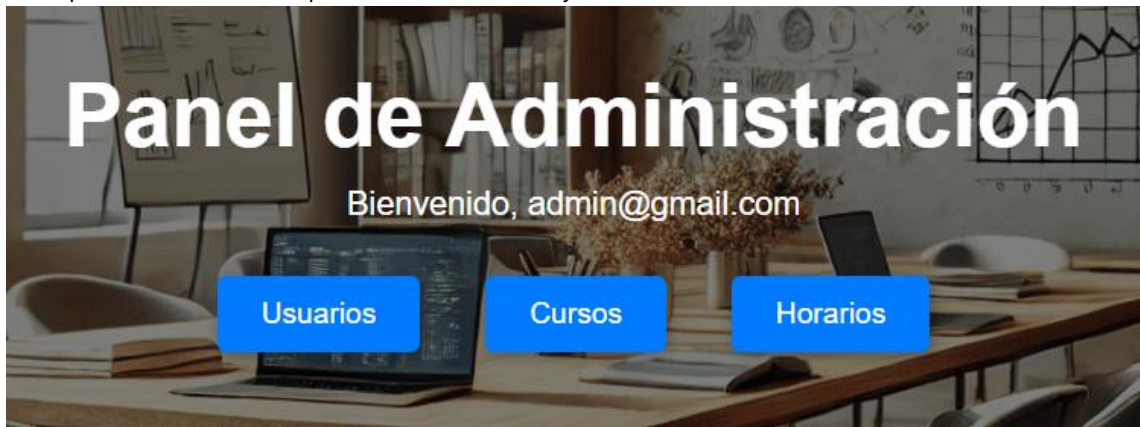 Panel de Administración
Bienvenido, admin@gmail.com
Usuarios Cursos Horarios